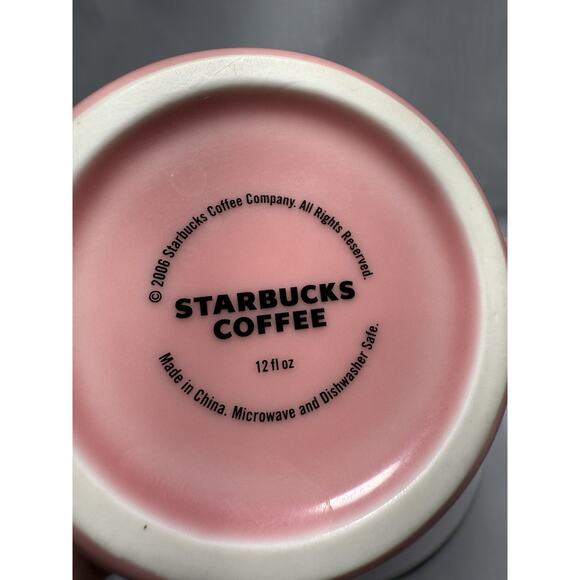 © 2006 Starbucks Coffee Company. All Rights Reserved.
STARBUCKS
COFFEE
12 fl oz
Made in China. Microwave and Dishwasher Safe.